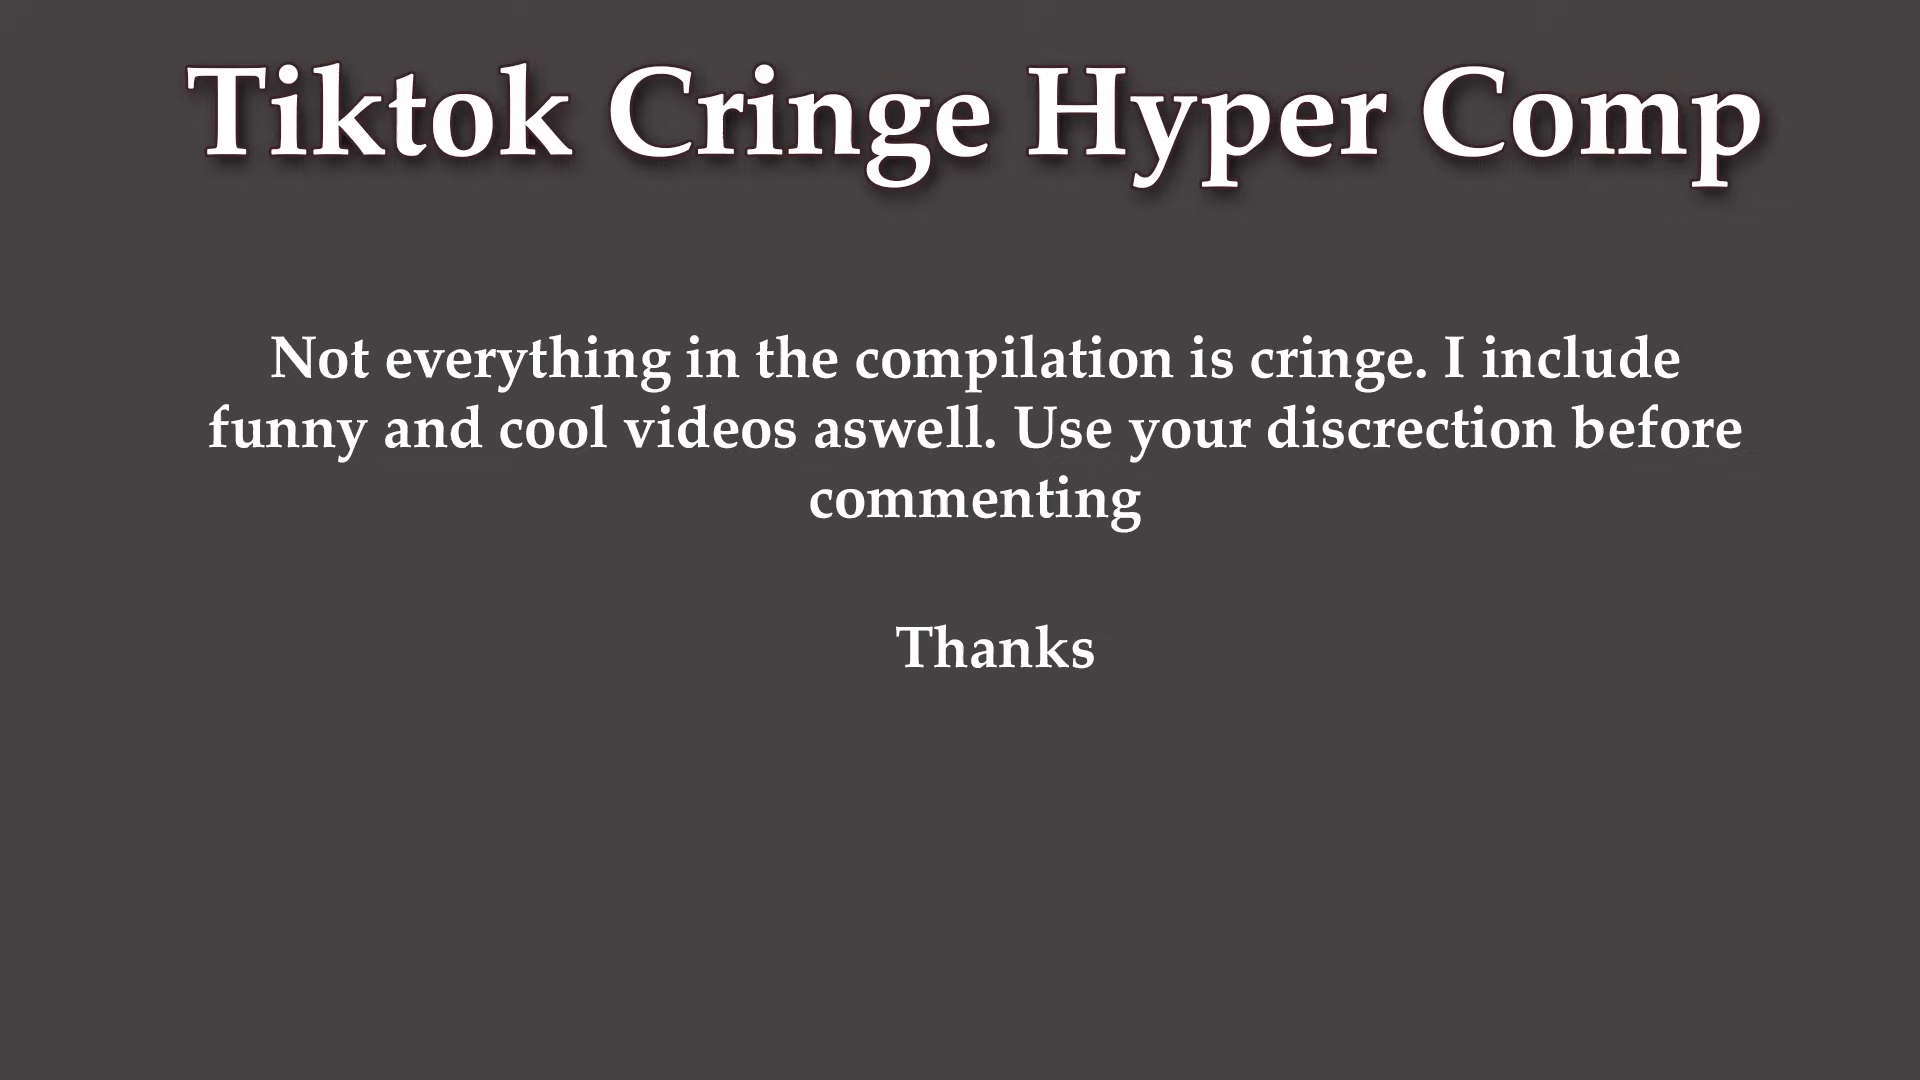 Tiktok Cringe Hyper Comp
Not everything in the compilation is cringe. I include
funny and cool videos aswell. Use your discrection before
commenting
Thanks